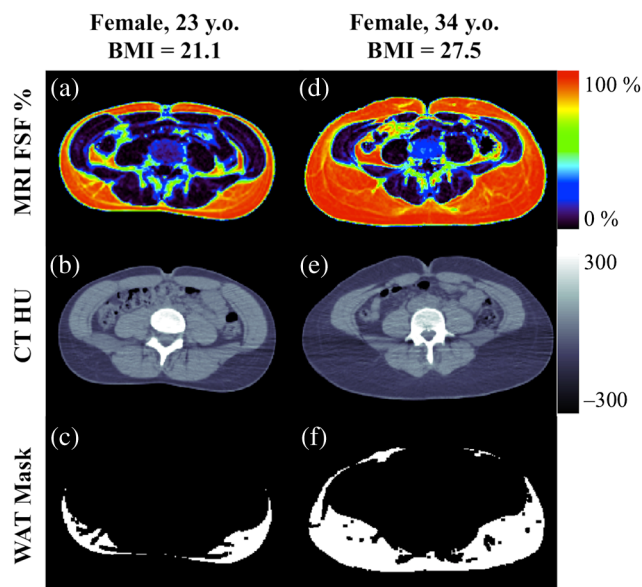 Female, 23 y.o.
BMI = 21.1
Female, 34 y.o.
BMI = 27.5
MRI FSF %
(a)
(d)
100 %
0 %
CT HU
(b)
(e)
300
–300
WAT Mask
(c)
(f)